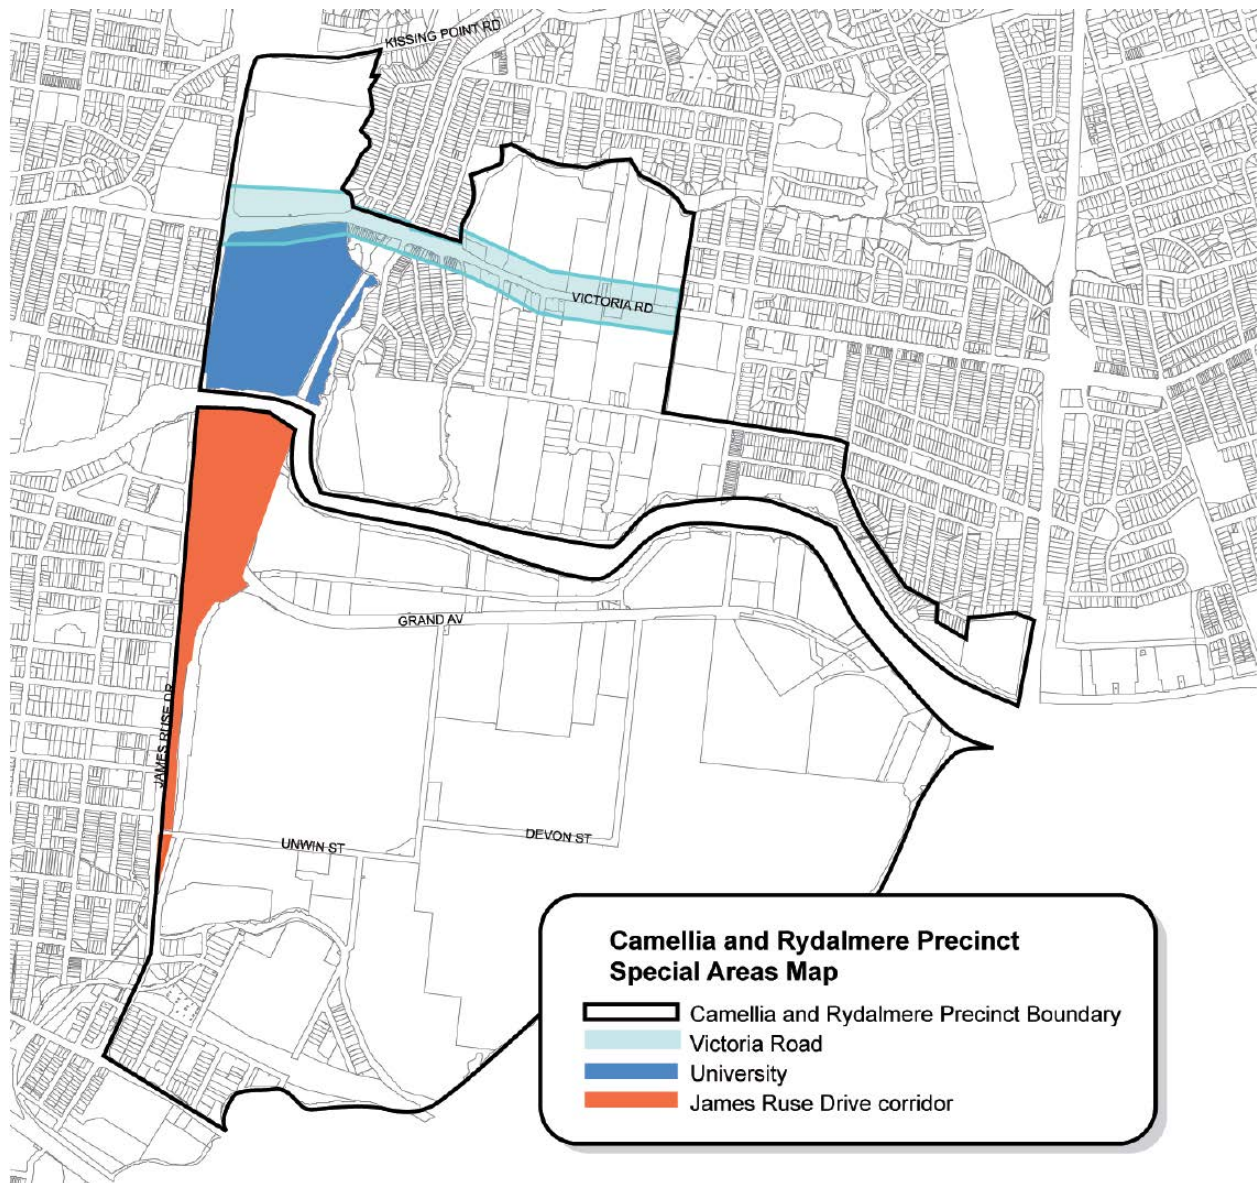 KISSING POINT RD
VICTORIA RD
GRAND AV
JAMES RUSE DR
UNWIN ST
DEVON ST
Camellia and Rydalmere Precinct
Special Areas Map
Camellia and Rydalmere Precinct Boundary
Victoria Road
University
James Ruse Drive corridor